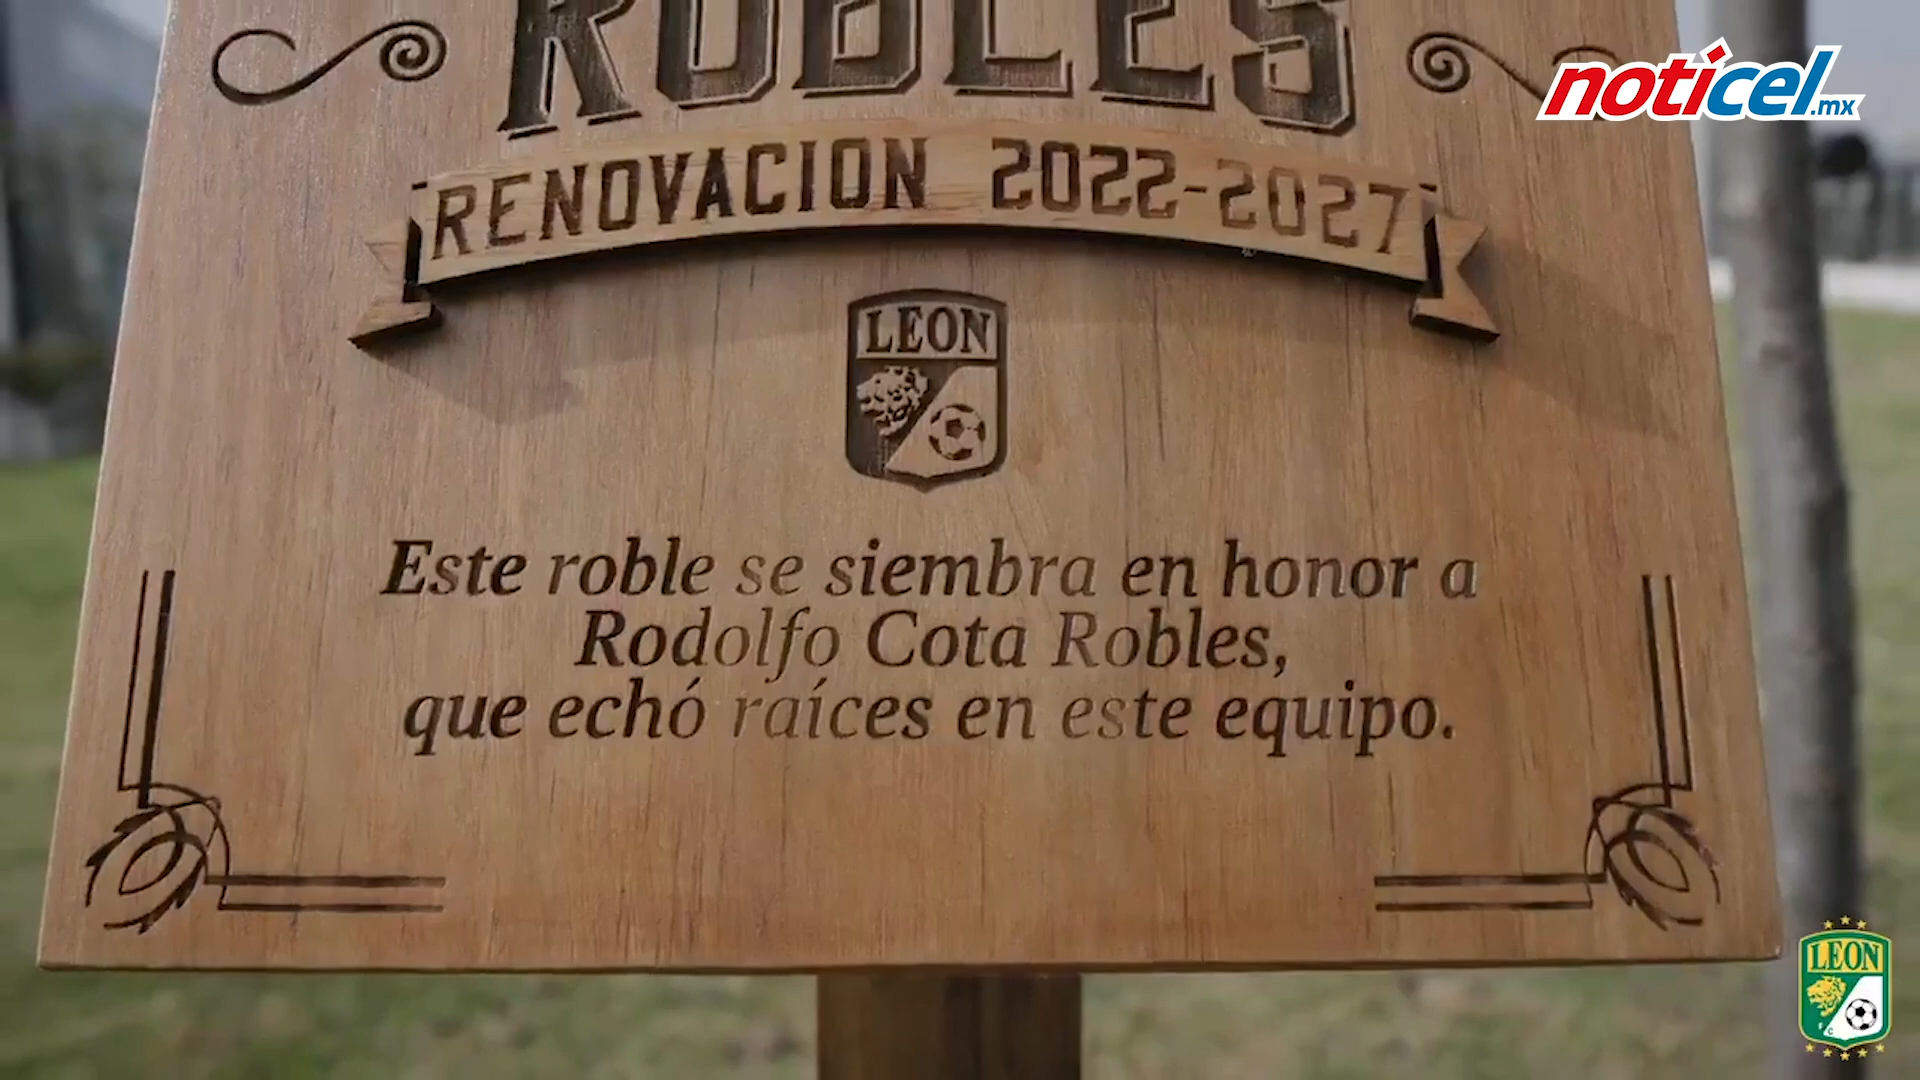 ROBLES
noticel.mx
RENOVACION 2022-2027
LEON
Este roble se siembra en honor a
Rodolfo Cota Robles,
que echó raíces en este equipo.
LEON
FC